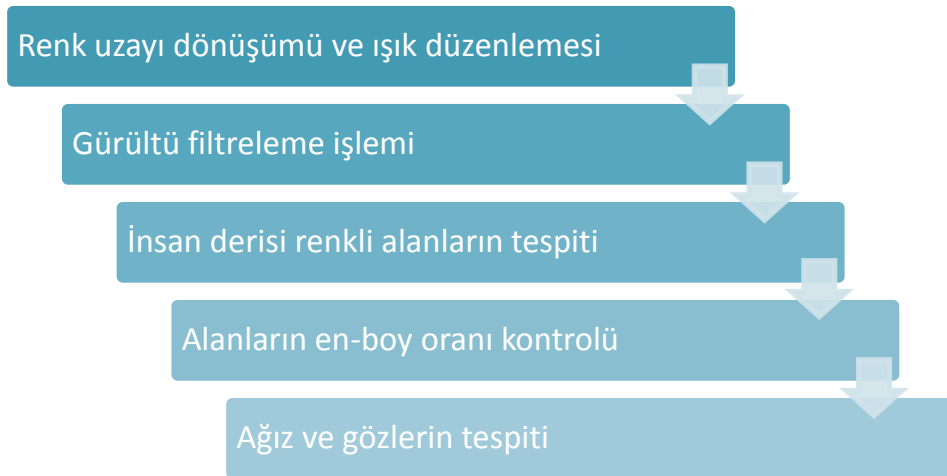 Renk uzayı dönüşümü ve ışık düzenlemesi
Gürültü filtreleme işlemi
İnsan derisi renkli alanların tespiti
Alanların en-boy oranı kontrolü
Ağız ve gözlerin tespiti